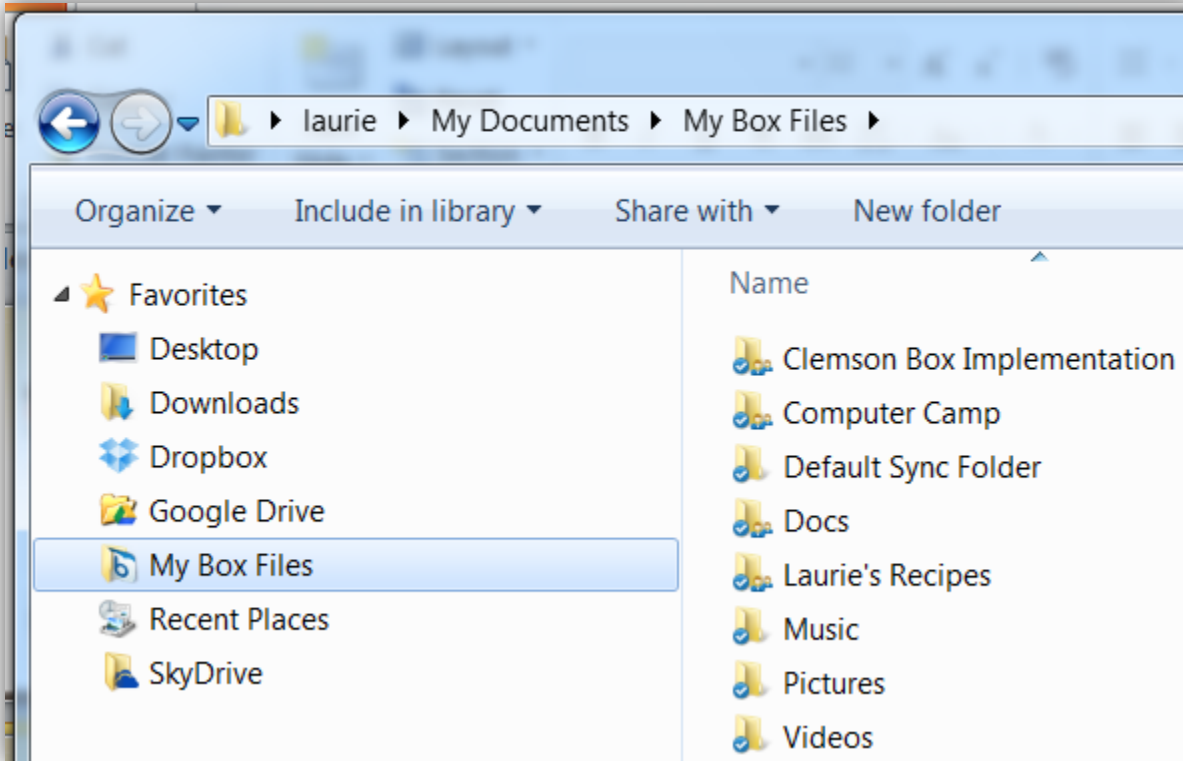 laurie My Documents My Box Files
Organize Include in library Share with New folder
Favorites
Desktop
Downloads
Dropbox
Google Drive
My Box Files
Recent Places
SkyDrive
Name
Clemson Box Implementation
Computer Camp
Default Sync Folder
Docs
Laurie's Recipes
Music
Pictures
Videos